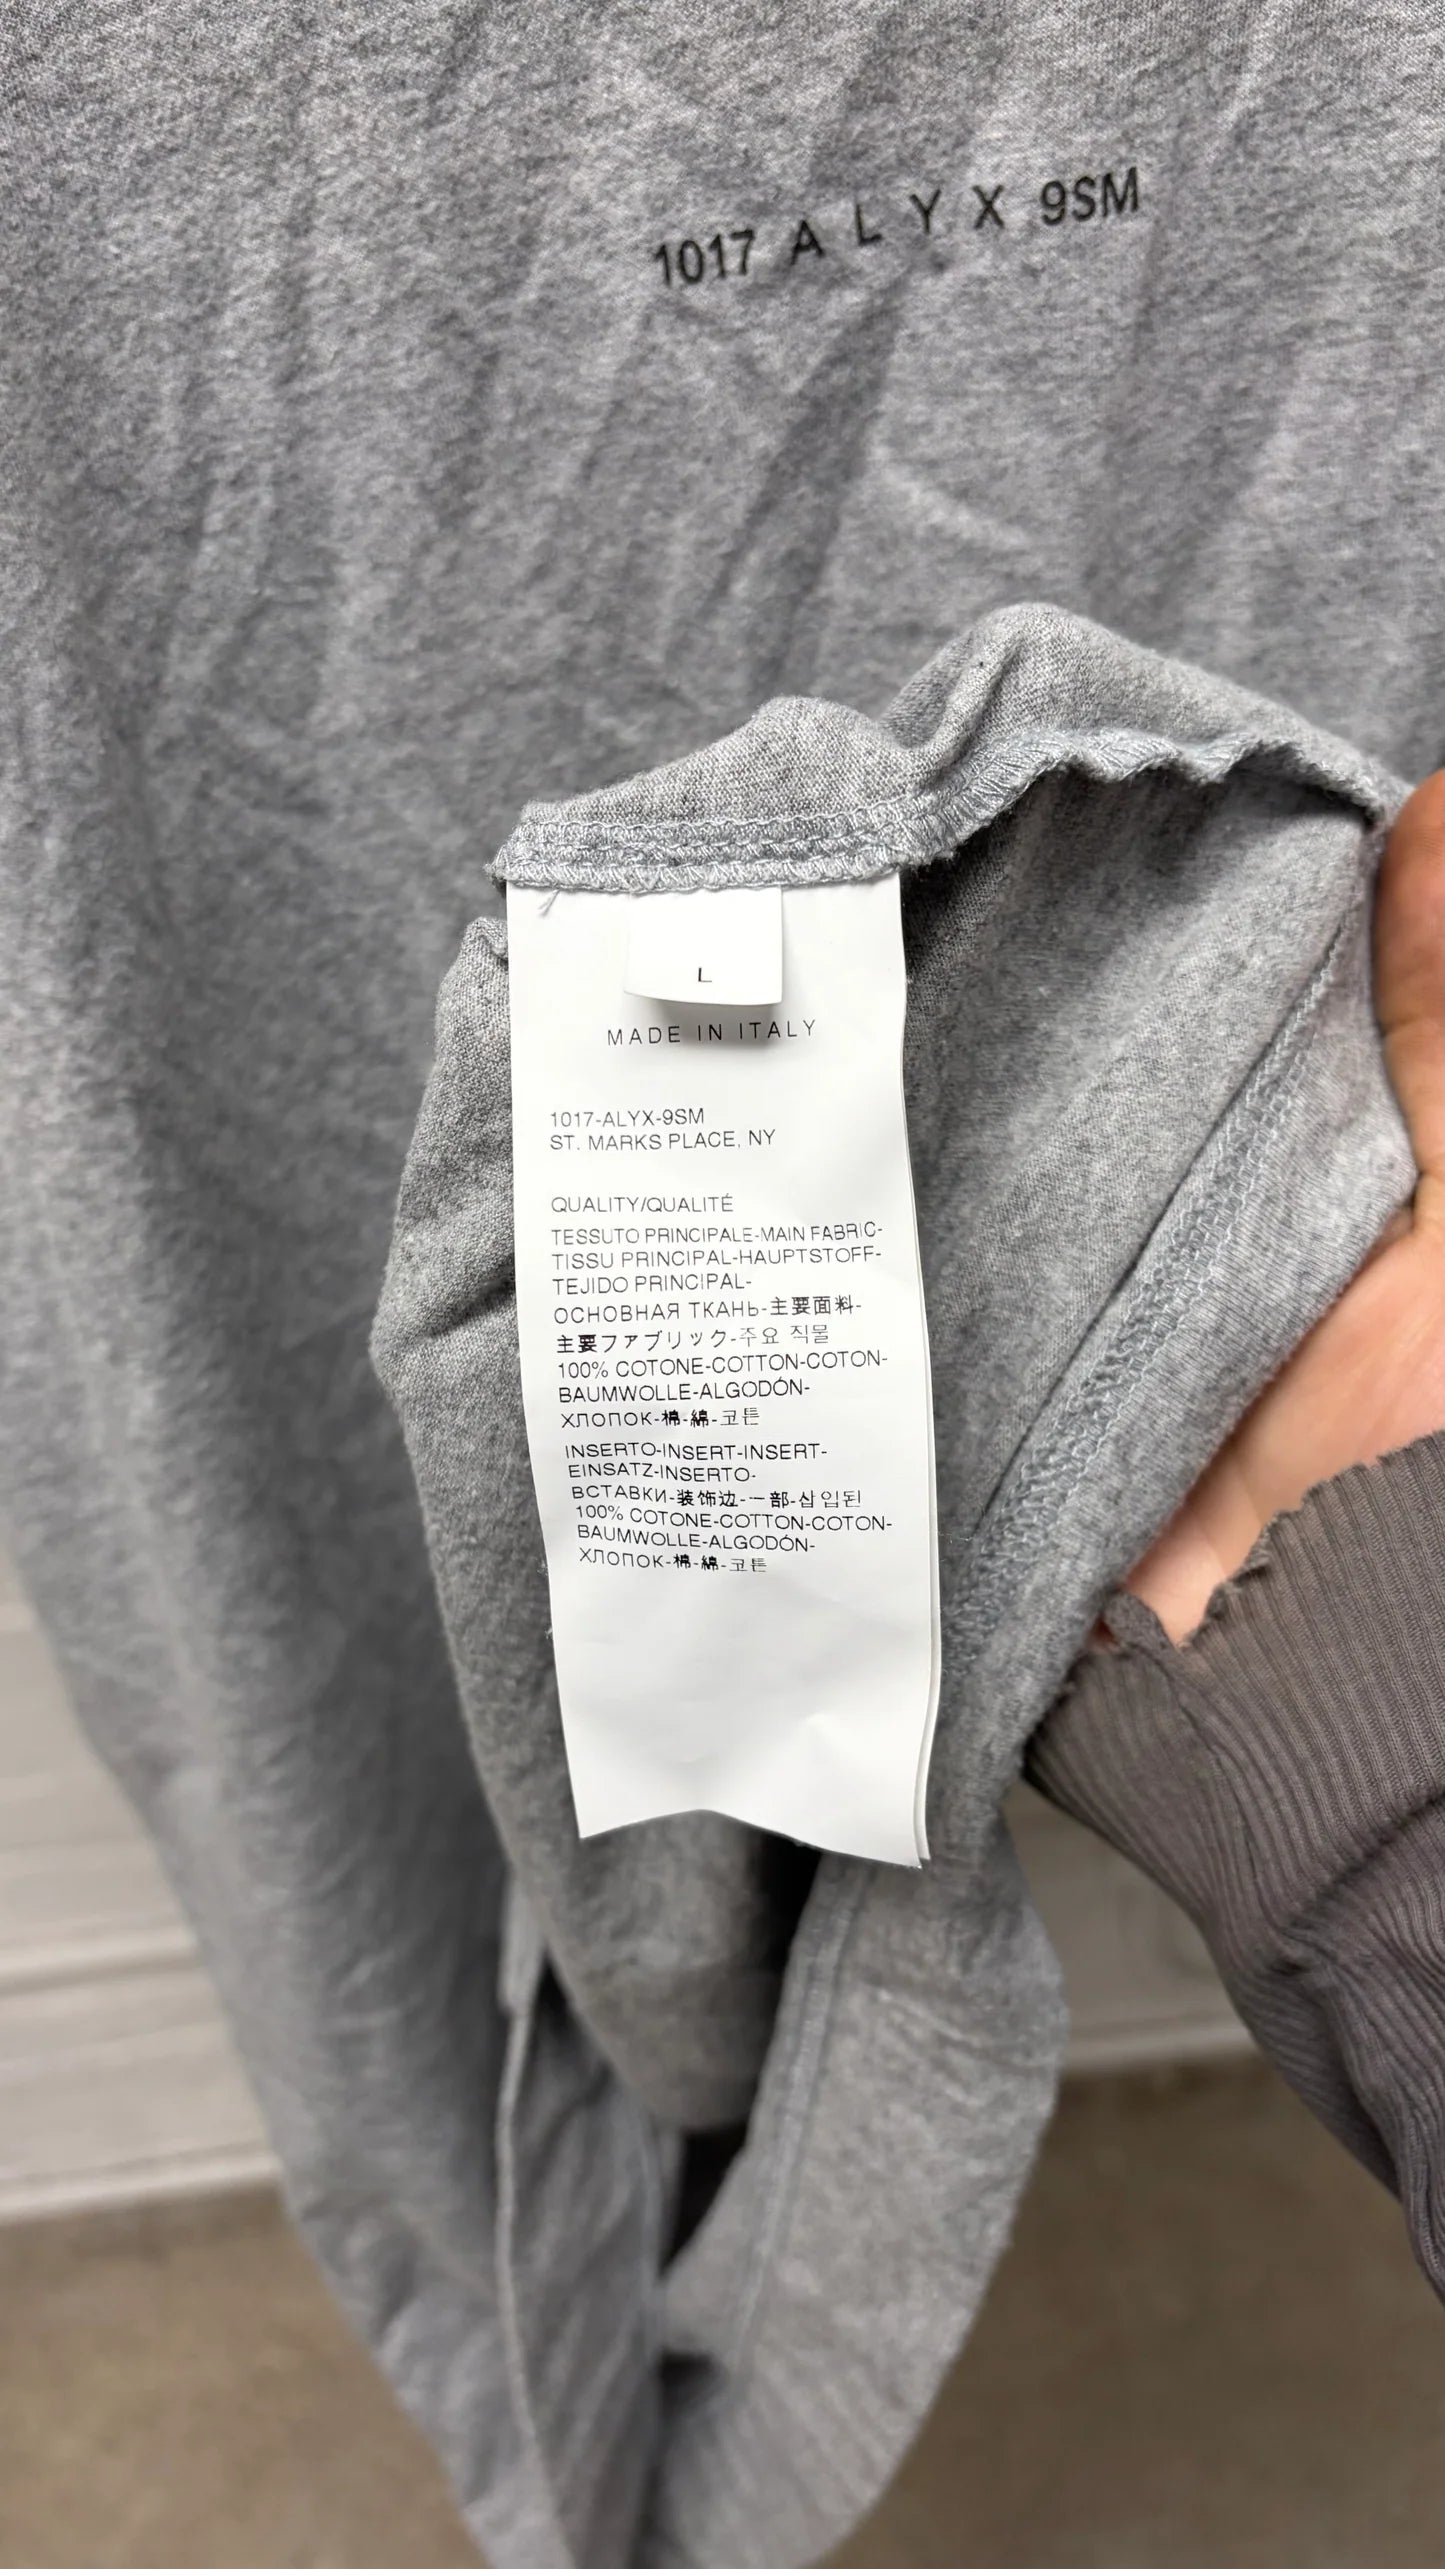 1017 ALYX 9SM
L
MADE IN ITALY
1017-ALYX-9SM
ST. MARKS PLACE, NY
QUALITY/QUALITÉ
TESSUTO PRINCIPALE-MAIN FABRIC-
TISSU PRINCIPAL-HAUPTSTOFF-
TEJIDO PRINCIPAL-
ОСНОВНАЯ ТКАНЬ-主要面料-
主要ファブリック-주요 직물
100% COTONE-COTTON-COTON-
BAUMWOLLE-ALGODÓN-
ХЛОПОК-棉-綿-코튼
INSERTO-INSERT-INSERT-
EINSATZ-INSERTO-
ВСТАВКИ-装饰边-一部-삽입된
100% COTONE-COTTON-COTON-
BAUMWOLLE-ALGODÓN-
ХЛОПОК-棉-綿-코튼